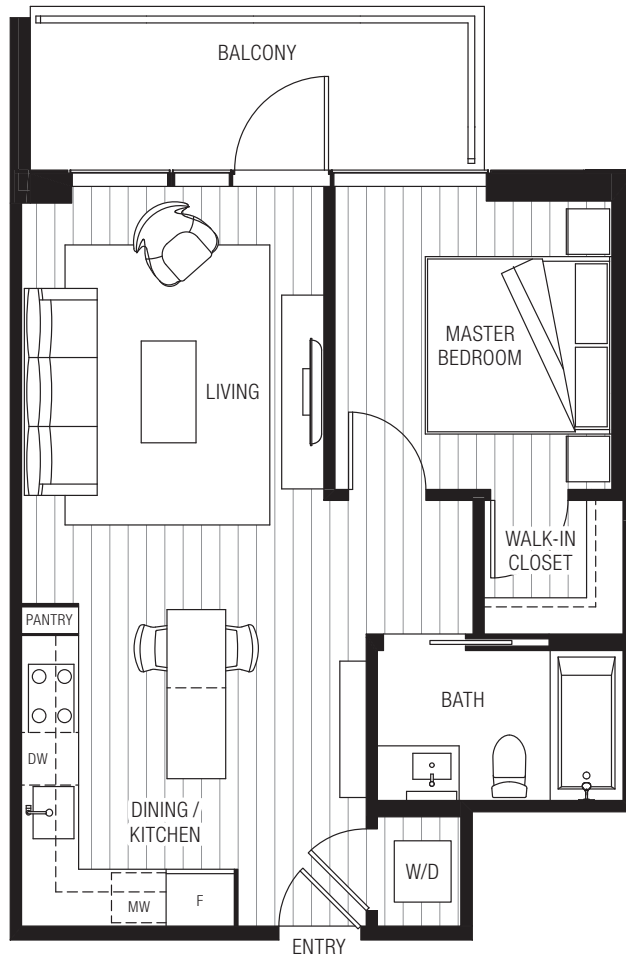 BALCONY
MASTER
BEDROOM
LIVING
WALK-IN
CLOSET
PANTRY
BATH
DW
DINING /
KITCHEN
W/D
MW
F
ENTRY